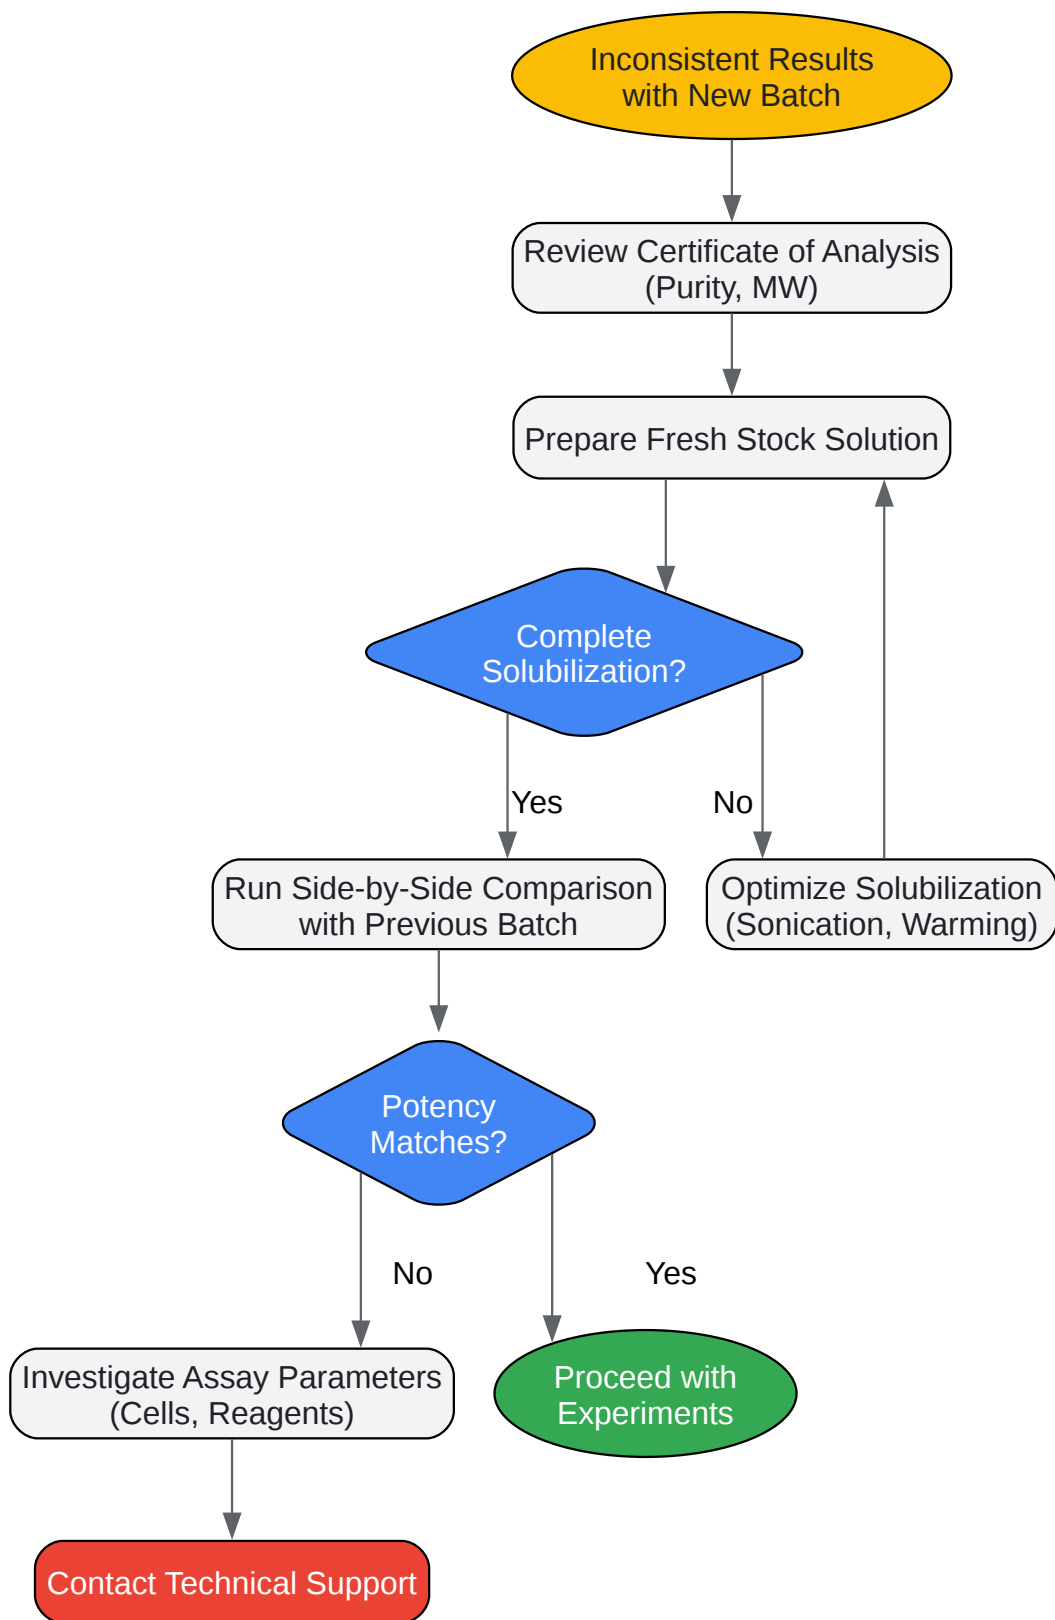 Inconsistent Results
with New Batch
Review Certificate of Analysis
(Purity, MW)
Prepare Fresh Stock Solution
Complete
Solubilization?
Yes
No
Run Side-by-Side Comparison
with Previous Batch
Optimize Solubilization
(Sonication, Warming)
Potency
Matches?
No
Yes
Investigate Assay Parameters
(Cells, Reagents)
Proceed with
Experiments
Contact Technical Support